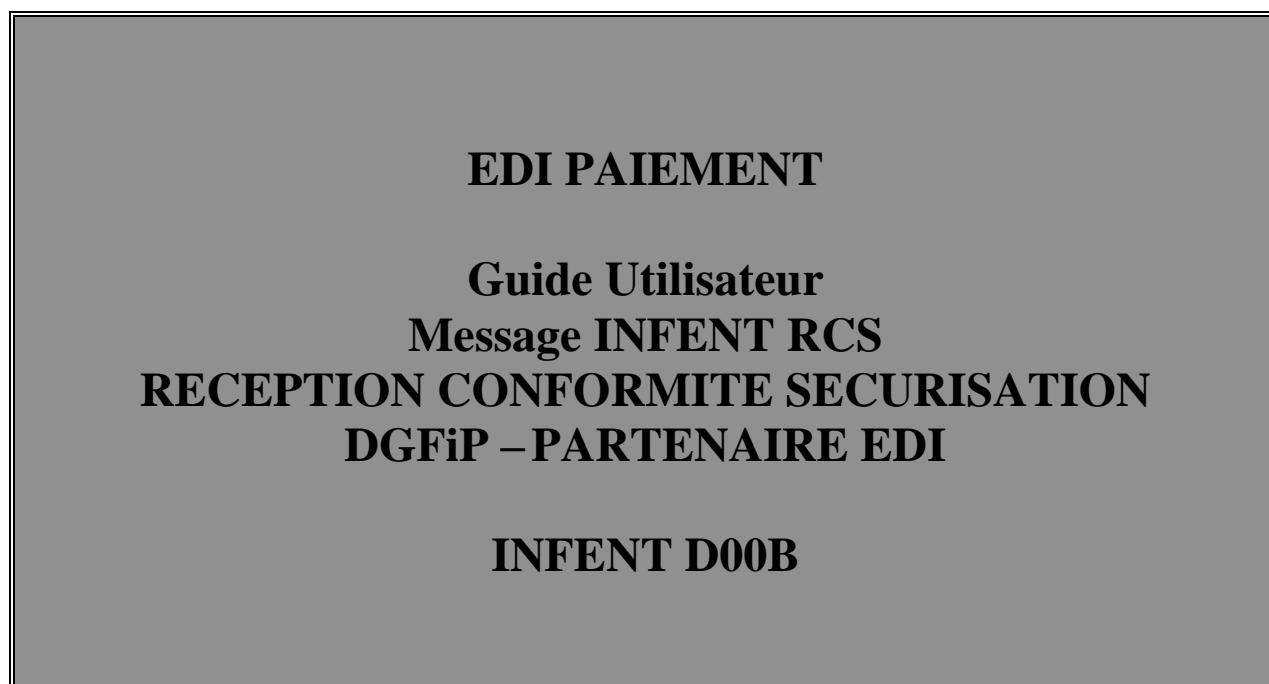 EDI PAIEMENT
Guide Utilisateur
Message INFENT RCS
RECEPTION CONFORMITE SECURISATION
DGFiP – PARTENAIRE EDI
INFENT D00B